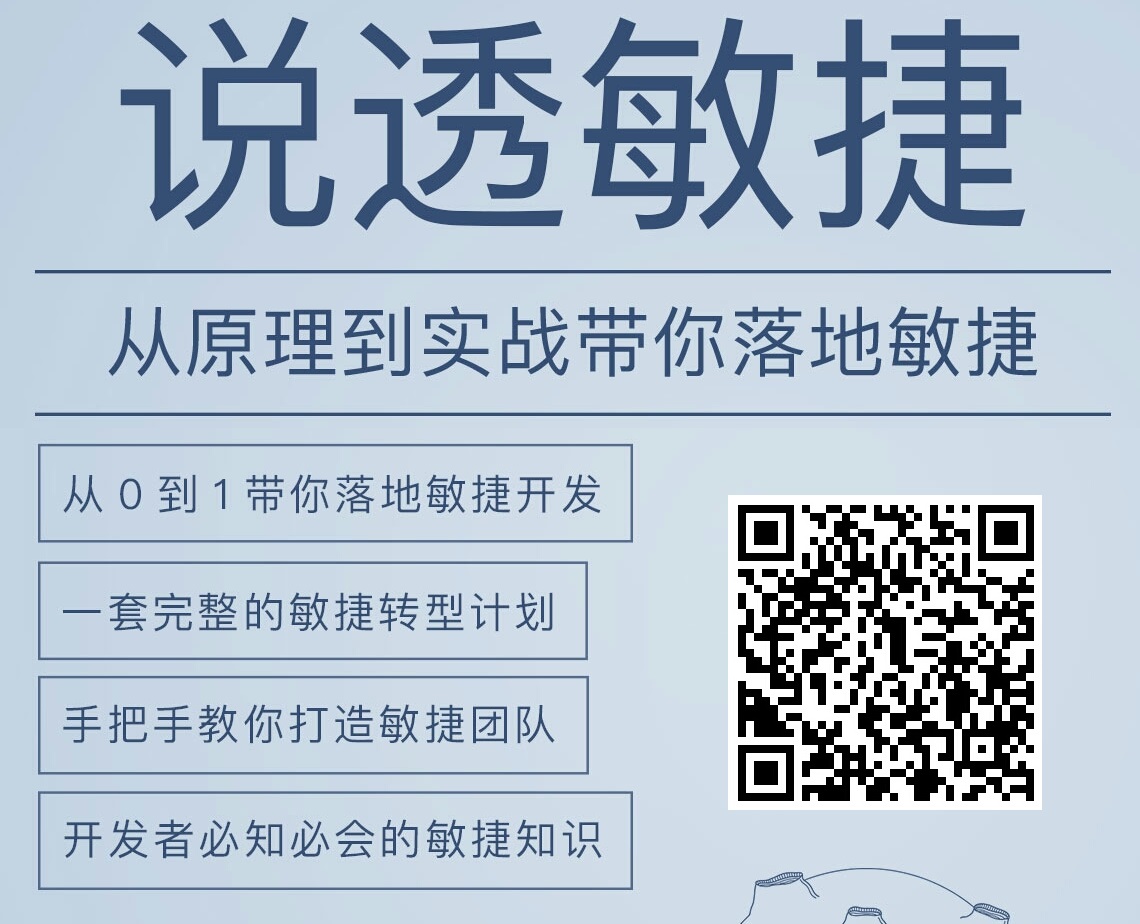 说透敏捷
从原理到实战带你落地敏捷
从 0 到 1 带你落地敏捷开发
一套完整的敏捷转型计划
手把手教你打造敏捷团队
开发者必知必会的敏捷知识